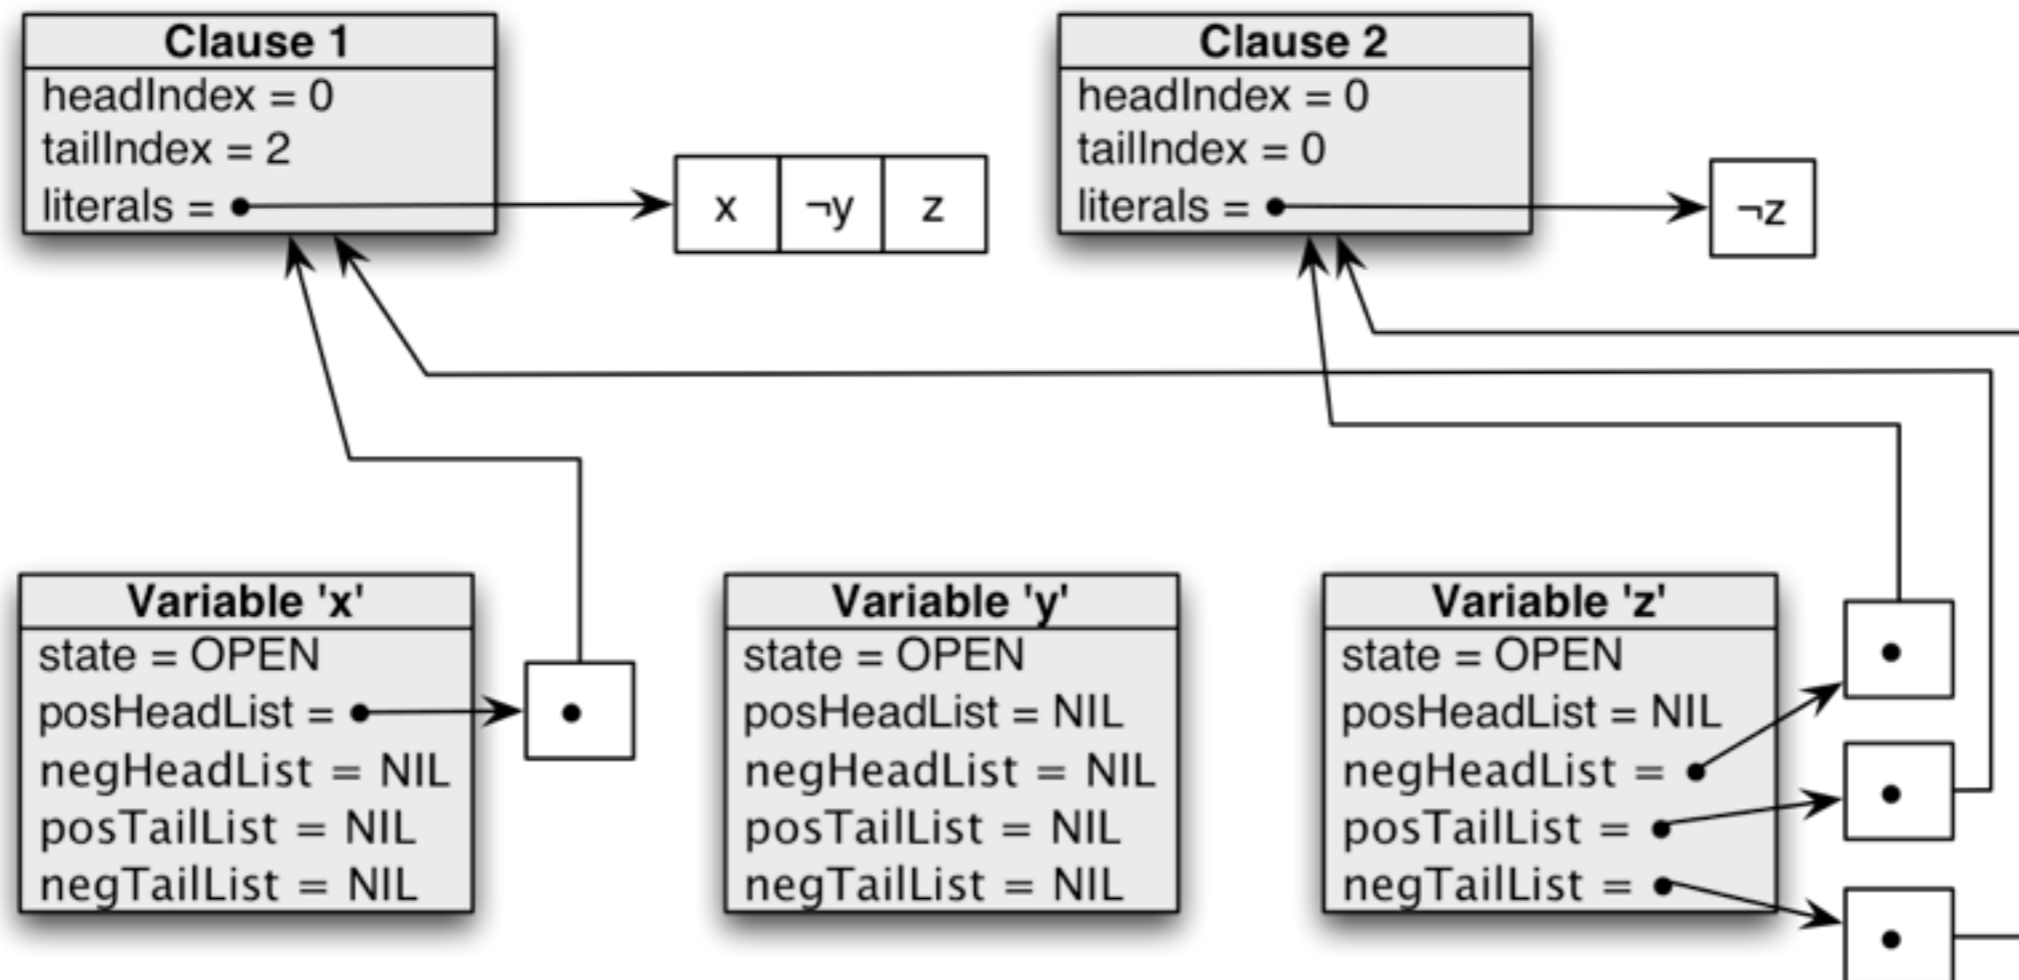 Clause 1
headIndex = 0
tailIndex = 2
literals =
x ¬y z
Clause 2
headIndex = 0
tailIndex = 0
literals =
¬z
Variable 'x'
state = OPEN
posHeadList =
negHeadList = NIL
posTailList = NIL
negTailList = NIL
Variable 'y'
state = OPEN
posHeadList = NIL
negHeadList = NIL
posTailList = NIL
negTailList = NIL
Variable 'z'
state = OPEN
posHeadList = NIL
negHeadList =
posTailList =
negTailList =